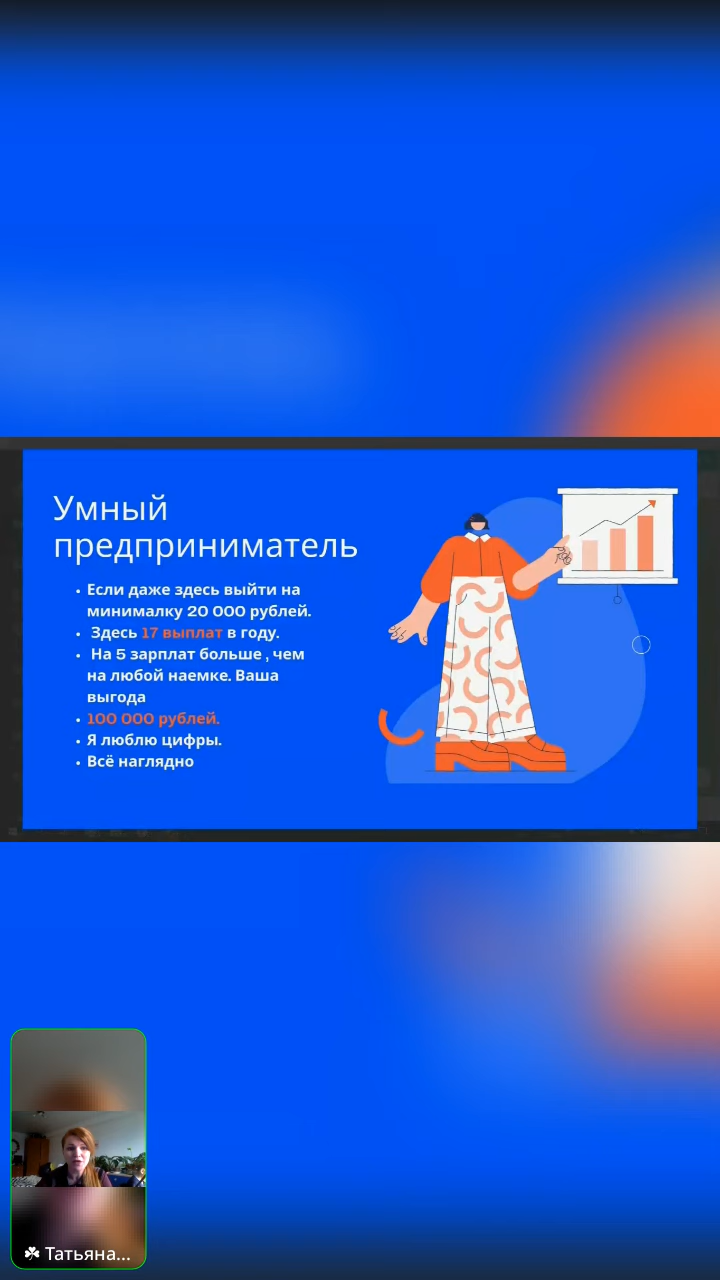 Умный
предприниматель
• Если даже здесь выйти на
минималку 20 000 рублей.
• Здесь 17 выплат в году.
• На 5 зарплат больше , чем
на любой наемке. Ваша
выгода
• 100 000 рублей.
• Я люблю цифры.
• Всё наглядно
☘ Татьяна...